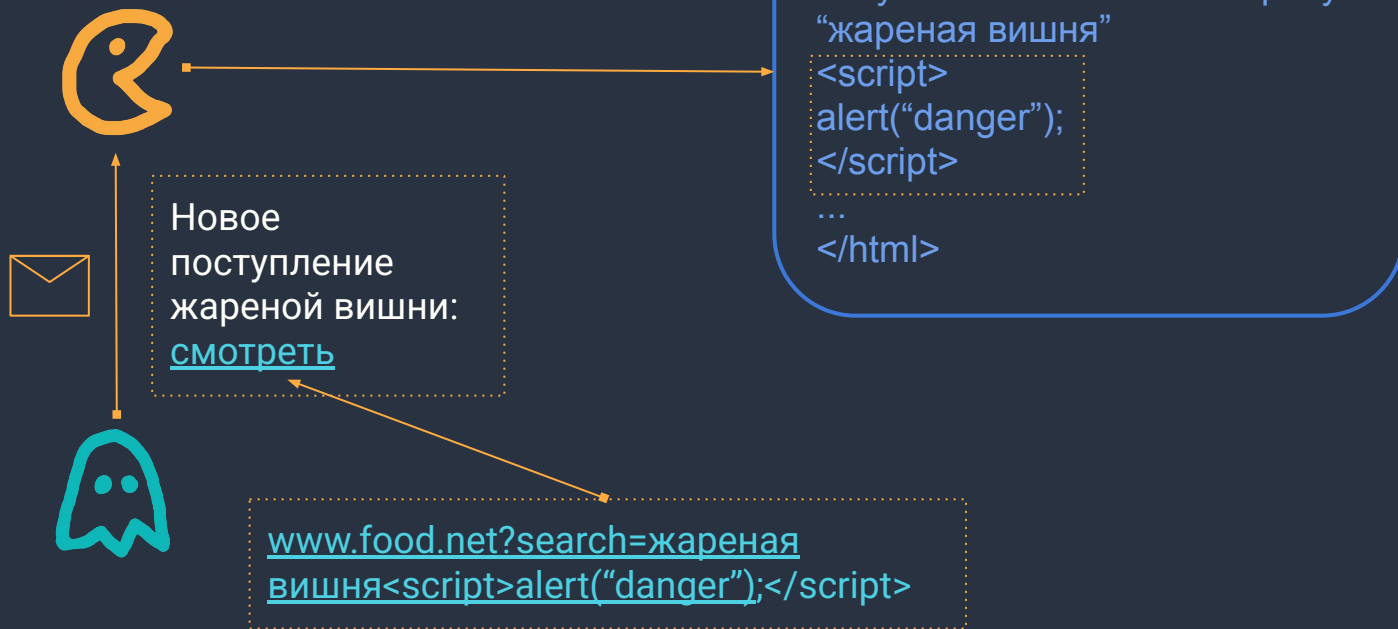 “жареная вишня”
<script>
alert(“danger”);
</script>
...
</html>
Новое
поступление
жареной вишни:
смотреть
www.food.net?search=жареная
вишня<script>alert(“danger”);</script>